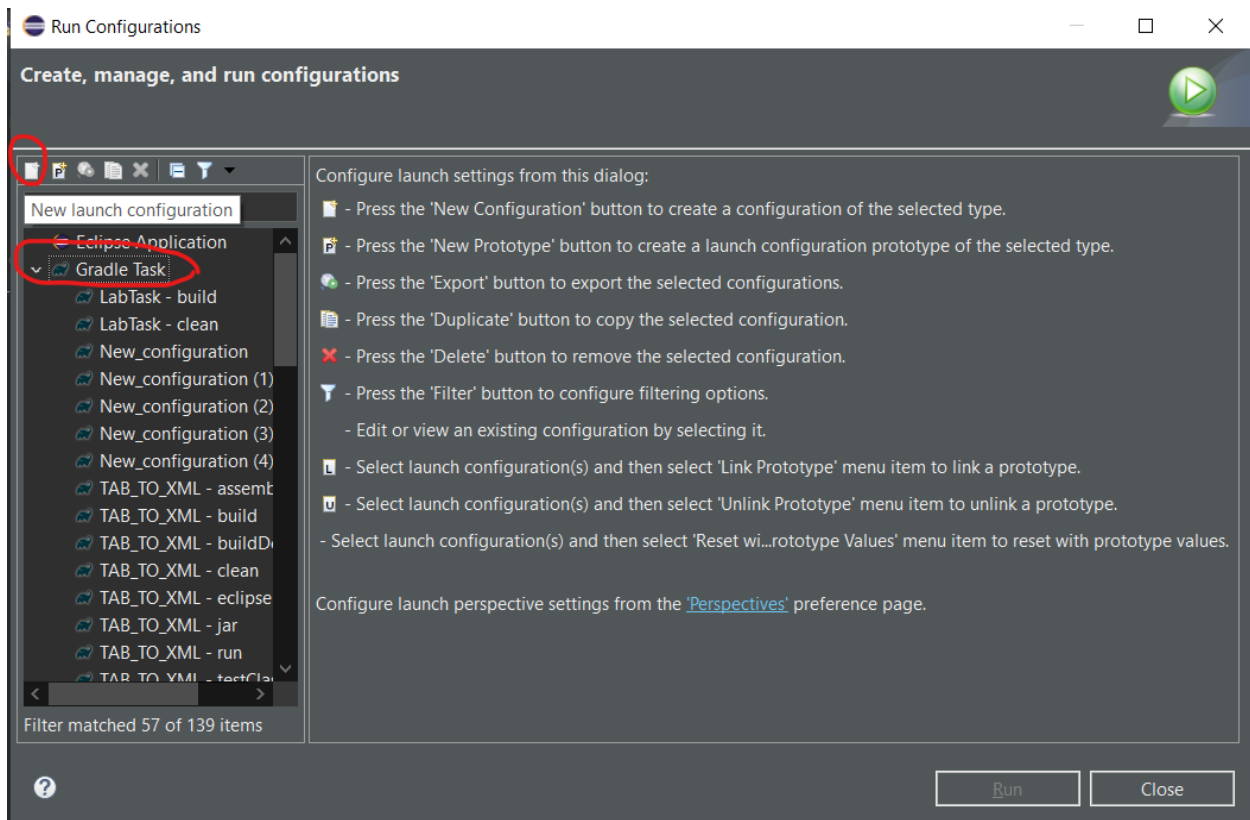 Run Configurations
Create, manage, and run configurations
New launch configuration
Eclipse Application
Gradle Task
LabTask - build
LabTask - clean
New_configuration
New_configuration (1)
New_configuration (2)
New_configuration (3)
New_configuration (4)
TAB_TO_XML - assemb
TAB_TO_XML - build
TAB_TO_XML - buildD
TAB_TO_XML - clean
TAB_TO_XML - eclipse
TAB_TO_XML - jar
TAB_TO_XML - run
TAB_TO_XML - testCla
Filter matched 57 of 139 items
Configure launch settings from this dialog:
- Press the 'New Configuration' button to create a configuration of the selected type.
- Press the 'New Prototype' button to create a launch configuration prototype of the selected type.
- Press the 'Export' button to export the selected configurations.
- Press the 'Duplicate' button to copy the selected configuration.
- Press the 'Delete' button to remove the selected configuration.
- Press the 'Filter' button to configure filtering options.
- Edit or view an existing configuration by selecting it.
- Select launch configuration(s) and then select 'Link Prototype' menu item to link a prototype.
- Select launch configuration(s) and then select 'Unlink Prototype' menu item to unlink a prototype.
- Select launch configuration(s) and then select 'Reset wi...rototype Values' menu item to reset with prototype values.
Configure launch perspective settings from the 'Perspectives' preference page.
Run
Close